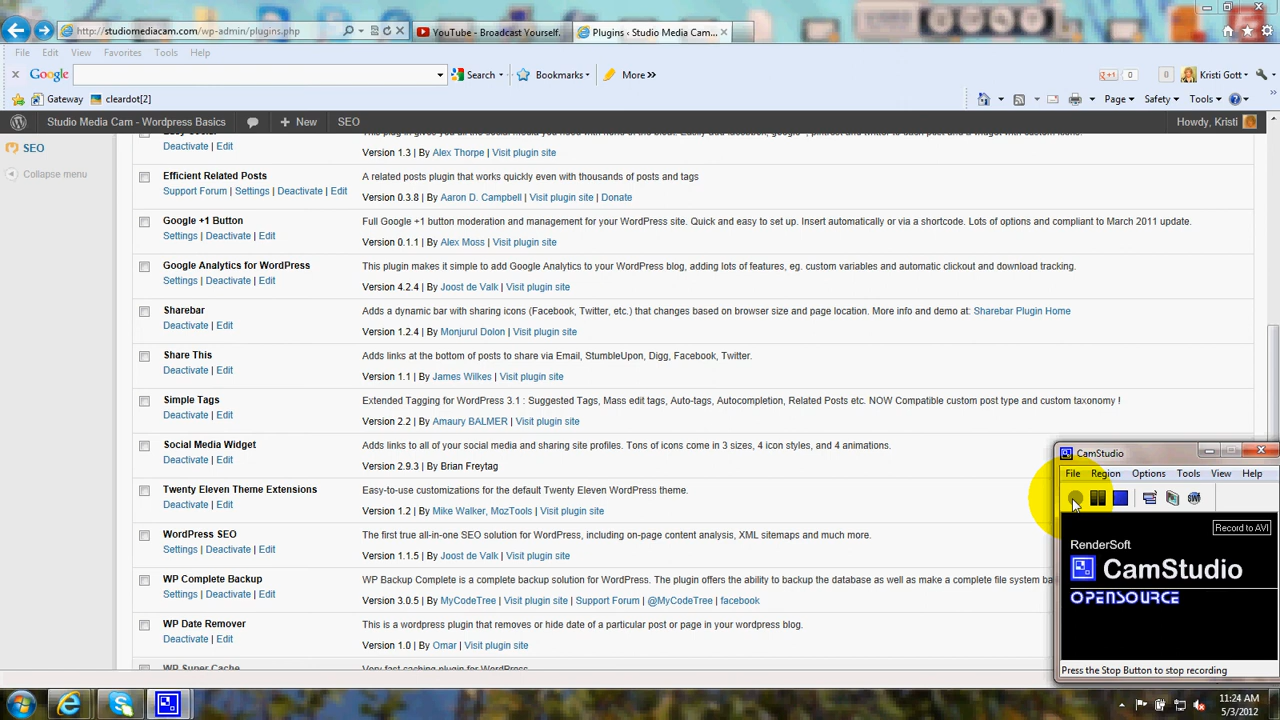 http://studiomediacam.com/wp-admin/plugins.php
YouTube - Broadcast Yourself.
Plugins ‹ Studio Media Cam...
File Edit View Favorites Tools Help
x Google Search Bookmarks More »
+1 0
0
Kristi Gott
Gateway cleardot[2]
Page Safety Tools
Studio Media Cam - Wordpress Basics + New SEO
Howdy, Kristi
SEO
Collapse menu
Deactivate | Edit
Version 1.3 | By Alex Thorpe | Visit plugin site
Efficient Related Posts
A related posts plugin that works quickly even with thousands of posts and tags
Support Forum | Settings | Deactivate | Edit
Version 0.3.8 | By Aaron D. Campbell | Visit plugin site | Donate
Google +1 Button
Full Google +1 button moderation and management for your WordPress site. Quick and easy to set up. Insert automatically or via a shortcode. Lots of options and compliant to March 2011 update.
Settings | Deactivate | Edit
Version 0.1.1 | By Alex Moss | Visit plugin site
Google Analytics for WordPress
This plugin makes it simple to add Google Analytics to your WordPress blog, adding lots of features, eg. custom variables and automatic clickout and download tracking.
Settings | Deactivate | Edit
Version 4.2.4 | By Joost de Valk | Visit plugin site
Sharebar
Adds a dynamic bar with sharing icons (Facebook, Twitter, etc.) that changes based on browser size and page location. More info and demo at: Sharebar Plugin Home
Deactivate | Edit
Version 1.2.4 | By Monjurul Dolon | Visit plugin site
Share This
Adds links at the bottom of posts to share via Email, StumbleUpon, Digg, Facebook, Twitter.
Deactivate | Edit
Version 1.1 | By James Wilkes | Visit plugin site
Simple Tags
Extended Tagging for WordPress 3.1 : Suggested Tags, Mass edit tags, Auto-tags, Autocompletion, Related Posts etc. NOW Compatible custom post type and custom taxonomy !
Deactivate | Edit
Version 2.2 | By Amaury BALMER | Visit plugin site
Social Media Widget
Adds links to all of your social media and sharing site profiles. Tons of icons come in 3 sizes, 4 icon styles, and 4 animations.
Deactivate | Edit
Version 2.9.3 | By Brian Freytag
Twenty Eleven Theme Extensions
Easy-to-use customizations for the default Twenty Eleven WordPress theme.
Deactivate | Edit
Version 1.2 | By Mike Walker, MozTools | Visit plugin site
WordPress SEO
The first true all-in-one SEO solution for WordPress, including on-page content analysis, XML sitemaps and much more.
Settings | Deactivate | Edit
Version 1.1.5 | By Joost de Valk | Visit plugin site
WP Complete Backup
WP Backup Complete is a complete backup solution for WordPress. The plugin offers the ability to backup the database as well as make a complete file system
Settings | Deactivate | Edit
Version 3.0.5 | By MyCodeTree | Visit plugin site | Support Forum | @MyCodeTree | facebook
WP Date Remover
This is a wordpress plugin that removes or hide date of a particular post or page in your wordpress blog.
Deactivate | Edit
Version 1.0 | By Omar | Visit plugin site
WP Super Cache
Very fast caching plugin for WordPress
CamStudio
File Region Options Tools View Help
Record to AVI
RenderSoft
CamStudio
OPENSOURCE
Press the Stop Button to stop recording
11:24 AM
5/3/2012